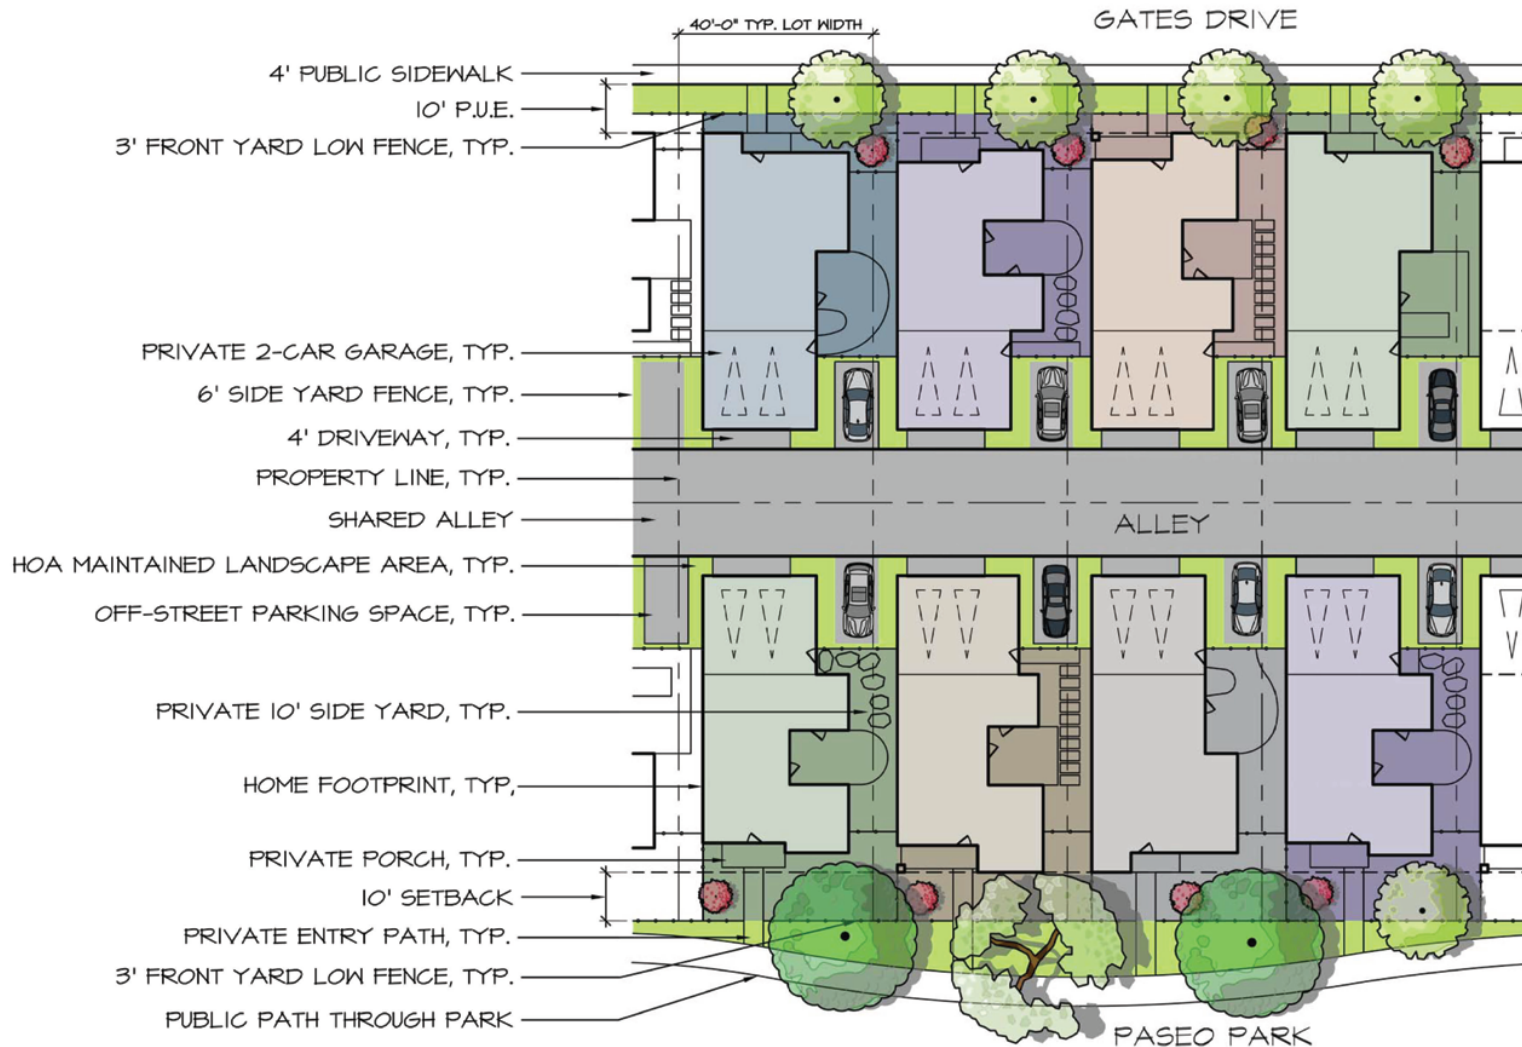 GATES DRIVE
40'-0" TYP. LOT WIDTH
4' PUBLIC SIDEWALK
10' P.U.E.
3' FRONT YARD LOW FENCE, TYP.
PRIVATE 2-CAR GARAGE, TYP.
6' SIDE YARD FENCE, TYP.
4' DRIVEWAY, TYP.
PROPERTY LINE, TYP.
SHARED ALLEY
ALLEY
HOA MAINTAINED LANDSCAPE AREA, TYP.
OFF-STREET PARKING SPACE, TYP.
PRIVATE 10' SIDE YARD, TYP.
HOME FOOTPRINT, TYP,
PRIVATE PORCH, TYP.
10' SETBACK
PRIVATE ENTRY PATH, TYP.
3' FRONT YARD LOW FENCE, TYP.
PUBLIC PATH THROUGH PARK
PASEO PARK